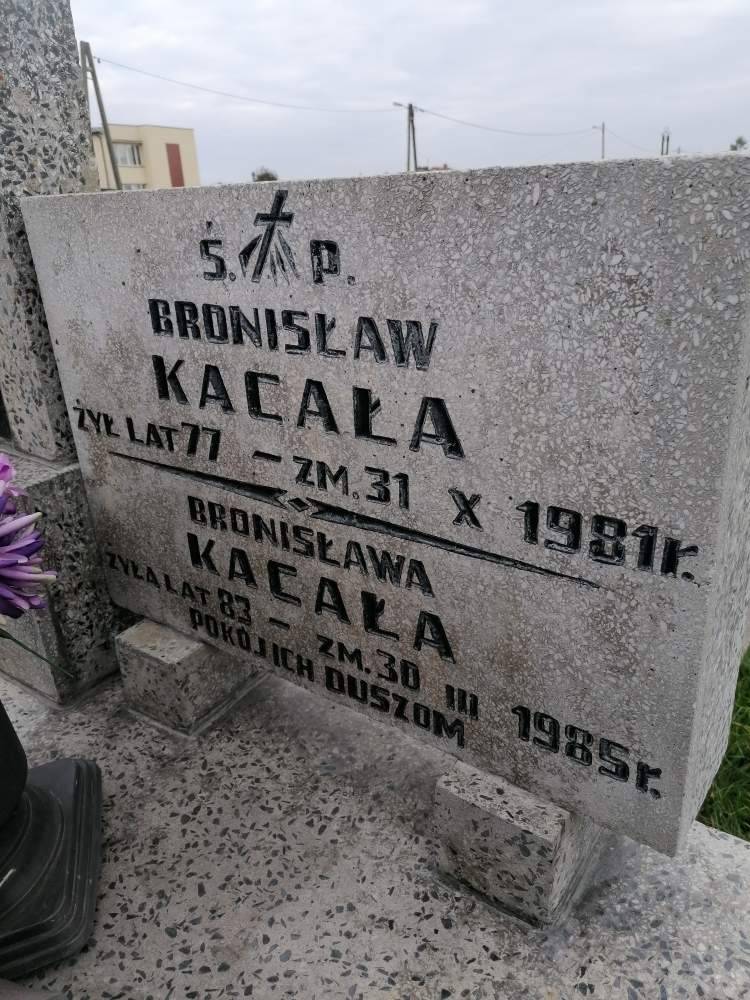 Ś. P.
BRONISŁAW
KACAŁA
ŻYŁ LAT 77 – ZM. 31 X 1981 r.
BRONISŁAWA
KACAŁA
ŻYŁA LAT 83 – ZM. 30 III 1985 r.
POKÓJ ICH DUSZOM